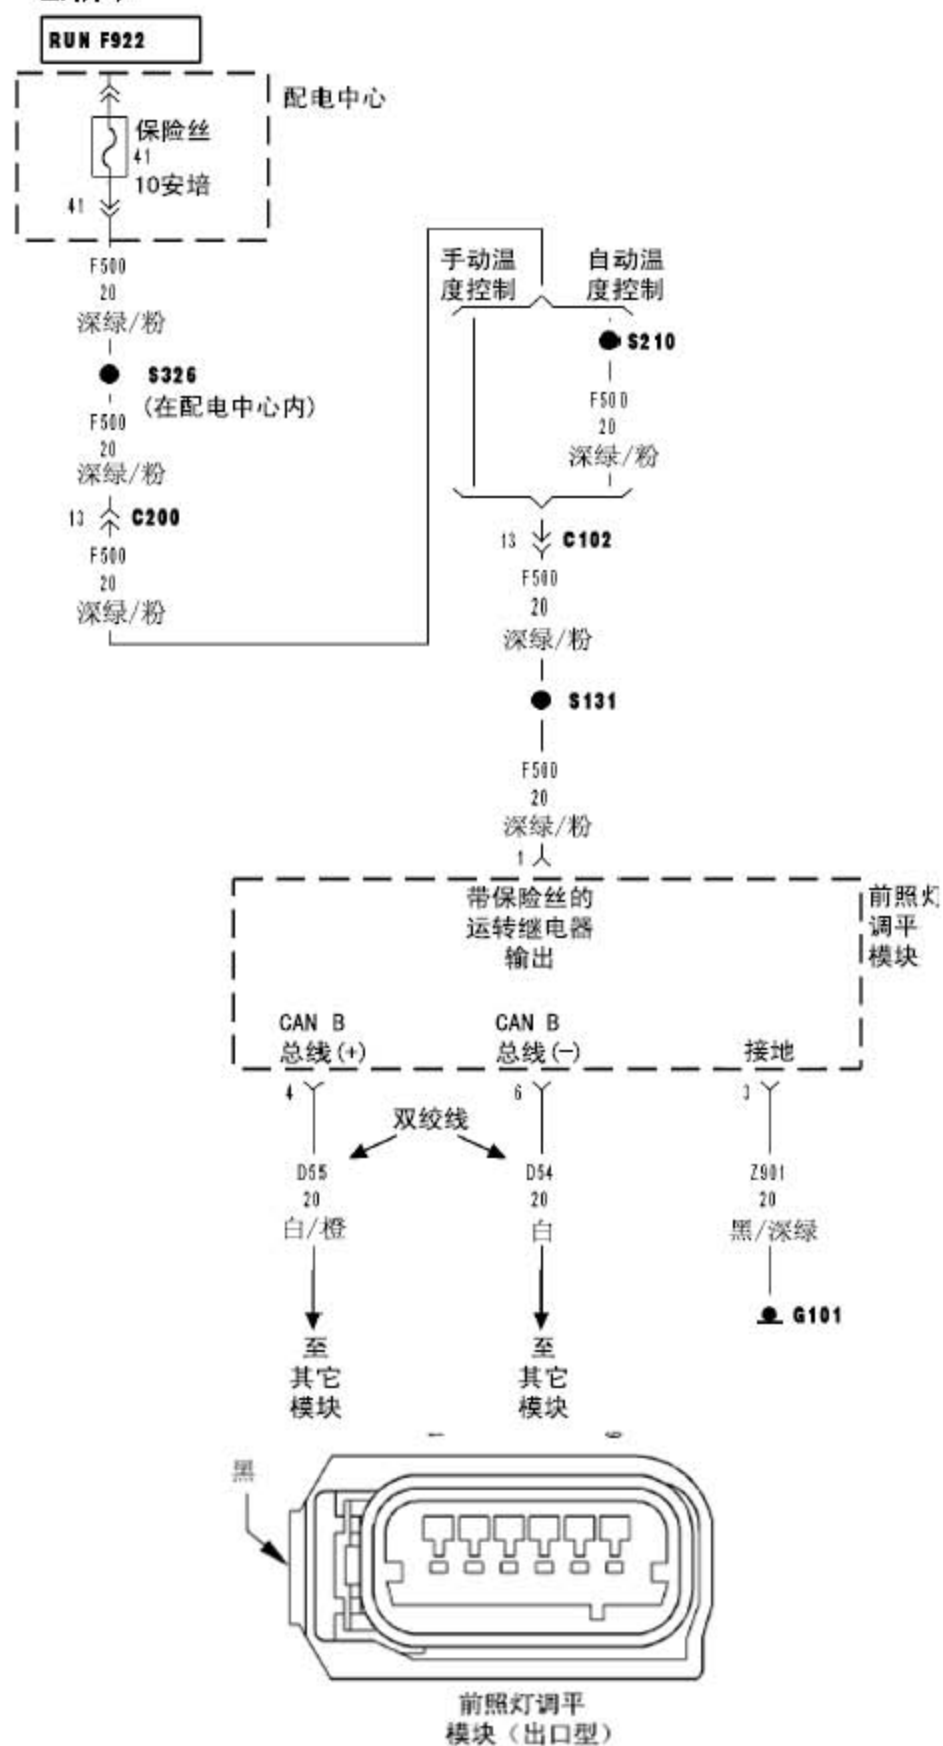 RUN F922
配电中心
保险丝
41
10安培
41
F500
20
深绿/粉
S326
(在配电中心内)
F500
20
深绿/粉
13
C200
F500
20
深绿/粉
手动温
度控制
自动温
度控制
S210
F500
20
深绿/粉
13
C102
F500
20
深绿/粉
S131
F500
20
深绿/粉
1
带保险丝的
运转继电器
输出
前照灯
调平
模块
CAN B
总线(+)
CAN B
总线(-)
接地
4
6
3
双绞线
D55
20
白/橙
D54
20
白
Z901
20
黑/深绿
G101
至
其它
模块
至
其它
模块
1
6
黑
前照灯调平
模块（出口型）